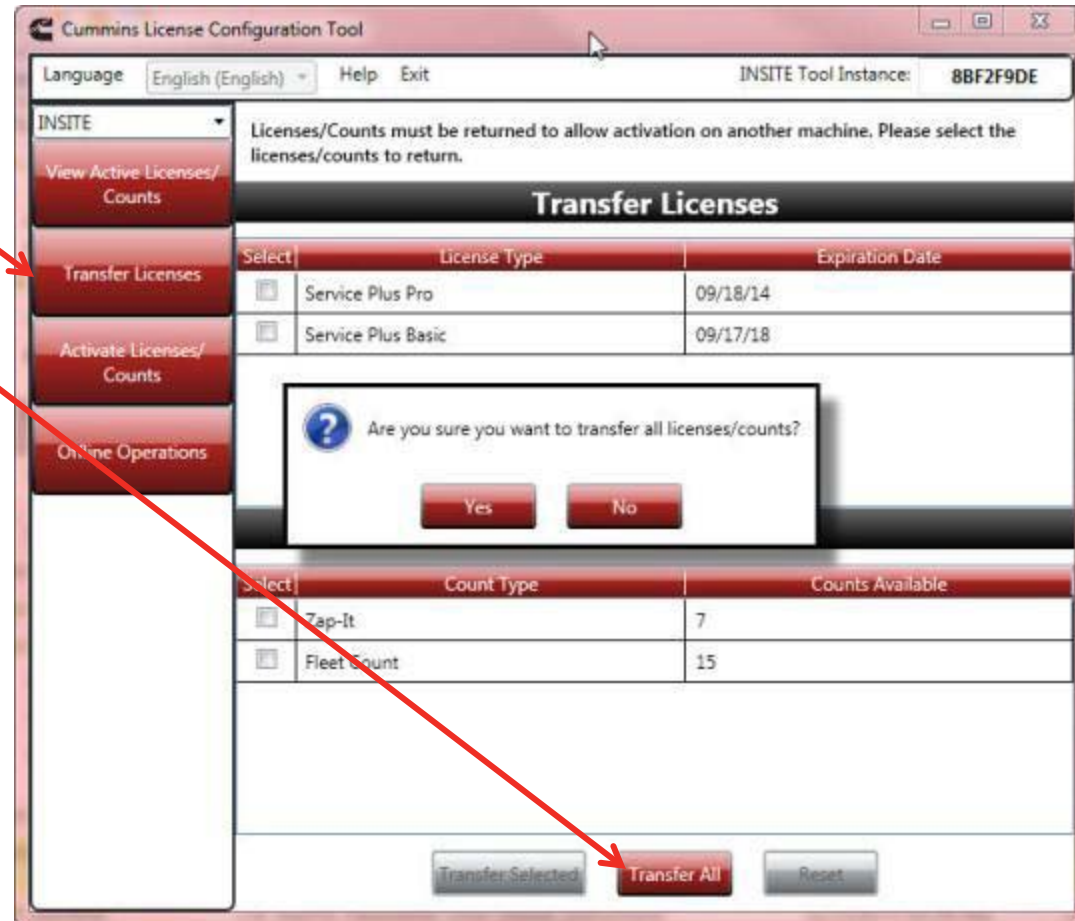 Cummins License Configuration Tool
Language English (English) Help Exit INSITE Tool Instance: 8BF2F9DE
INSITE
View Active Licenses/
Counts
Transfer Licenses
Activate Licenses/
Counts
Offline Operations
Licenses/Counts must be returned to allow activation on another machine. Please select the
licenses/counts to return.
Transfer Licenses
Select License Type Expiration Date
Service Plus Pro 09/18/14
Service Plus Basic 09/17/18
Are you sure you want to transfer all licenses/counts?
Yes No
Select Count Type Counts Available
Zap-It 7
Fleet Count 15
Transfer Selected Transfer All Reset